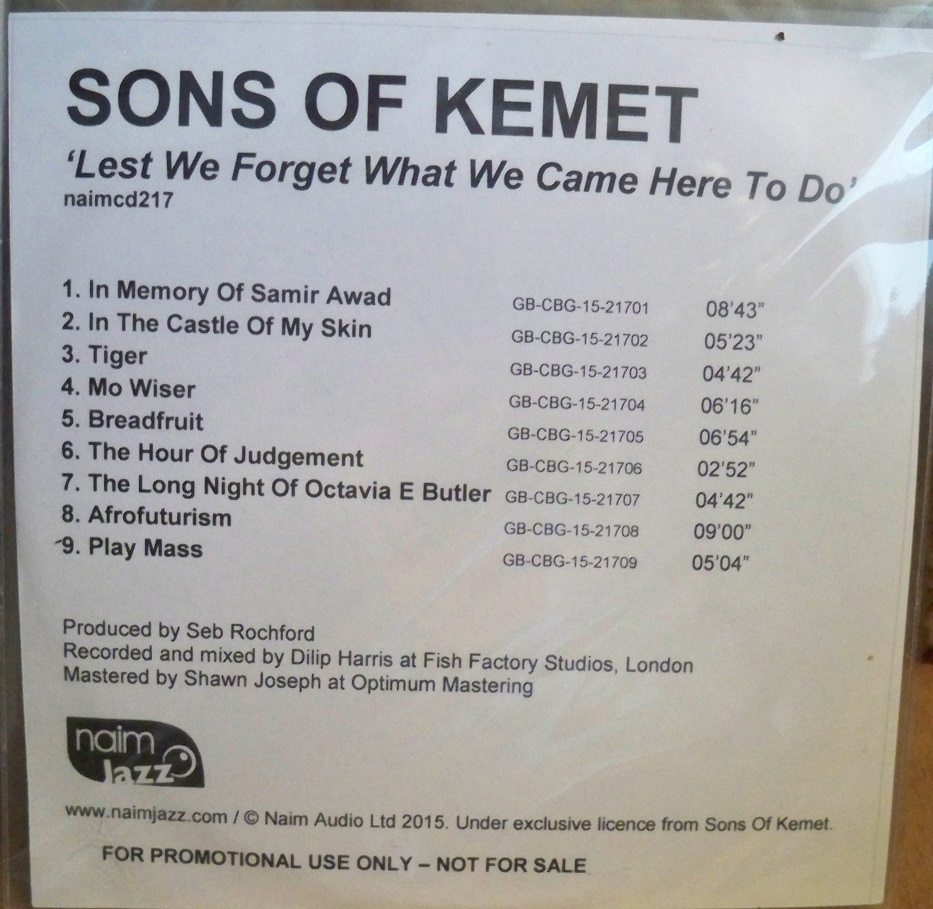 SONS OF KEMET
‘Lest We Forget What We Came Here To Do’
naimcd217
1. In Memory Of Samir Awad GB-CBG-15-21701 08’43”
2. In The Castle Of My Skin GB-CBG-15-21702 05’23”
3. Tiger GB-CBG-15-21703 04’42”
4. Mo Wiser GB-CBG-15-21704 06’16”
5. Breadfruit GB-CBG-15-21705 06’54”
6. The Hour Of Judgement GB-CBG-15-21706 02’52”
7. The Long Night Of Octavia E Butler GB-CBG-15-21707 04’42”
8. Afrofuturism GB-CBG-15-21708 09’00”
9. Play Mass GB-CBG-15-21709 05’04”
Produced by Seb Rochford
Recorded and mixed by Dilip Harris at Fish Factory Studios, London
Mastered by Shawn Joseph at Optimum Mastering
naim
Jazz
www.naimjazz.com / © Naim Audio Ltd 2015. Under exclusive licence from Sons Of Kemet.
FOR PROMOTIONAL USE ONLY – NOT FOR SALE